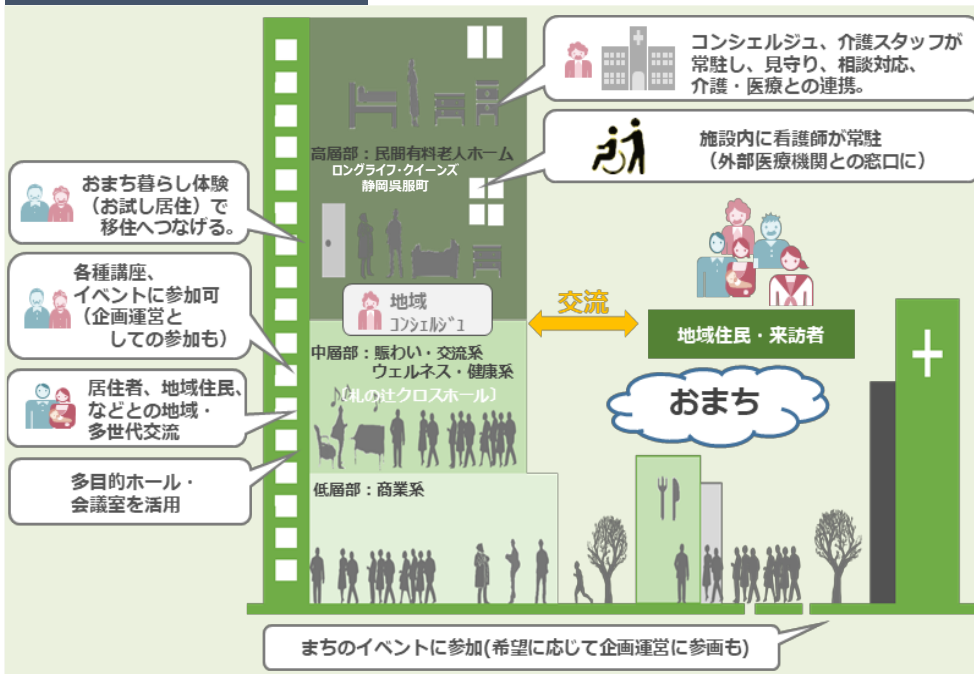 コンシェルジュ、介護スタッフが
常駐し、見守り、相談対応、
介護・医療との連携。
施設内に看護師が常駐
（外部医療機関との窓口に）
高層部：民間有料老人ホーム
ロングライフ・クイーンズ
静岡呉服町
おまち暮らし体験
（お試し居住）で
移住へつなげる。
各種講座、
イベントに参加可
（企画運営と
しての参加も）
居住者、地域住民、
などとの地域・
多世代交流
多目的ホール・
会議室を活用
地域
ｺﾝｼｪﾙｼﾞｭ
交流
地域住民・来訪者
おまち
中層部：賑わい・交流系
ウェルネス・健康系
〔札の辻クロスホール〕
低層部：商業系
まちのイベントに参加(希望に応じて企画運営に参画も)